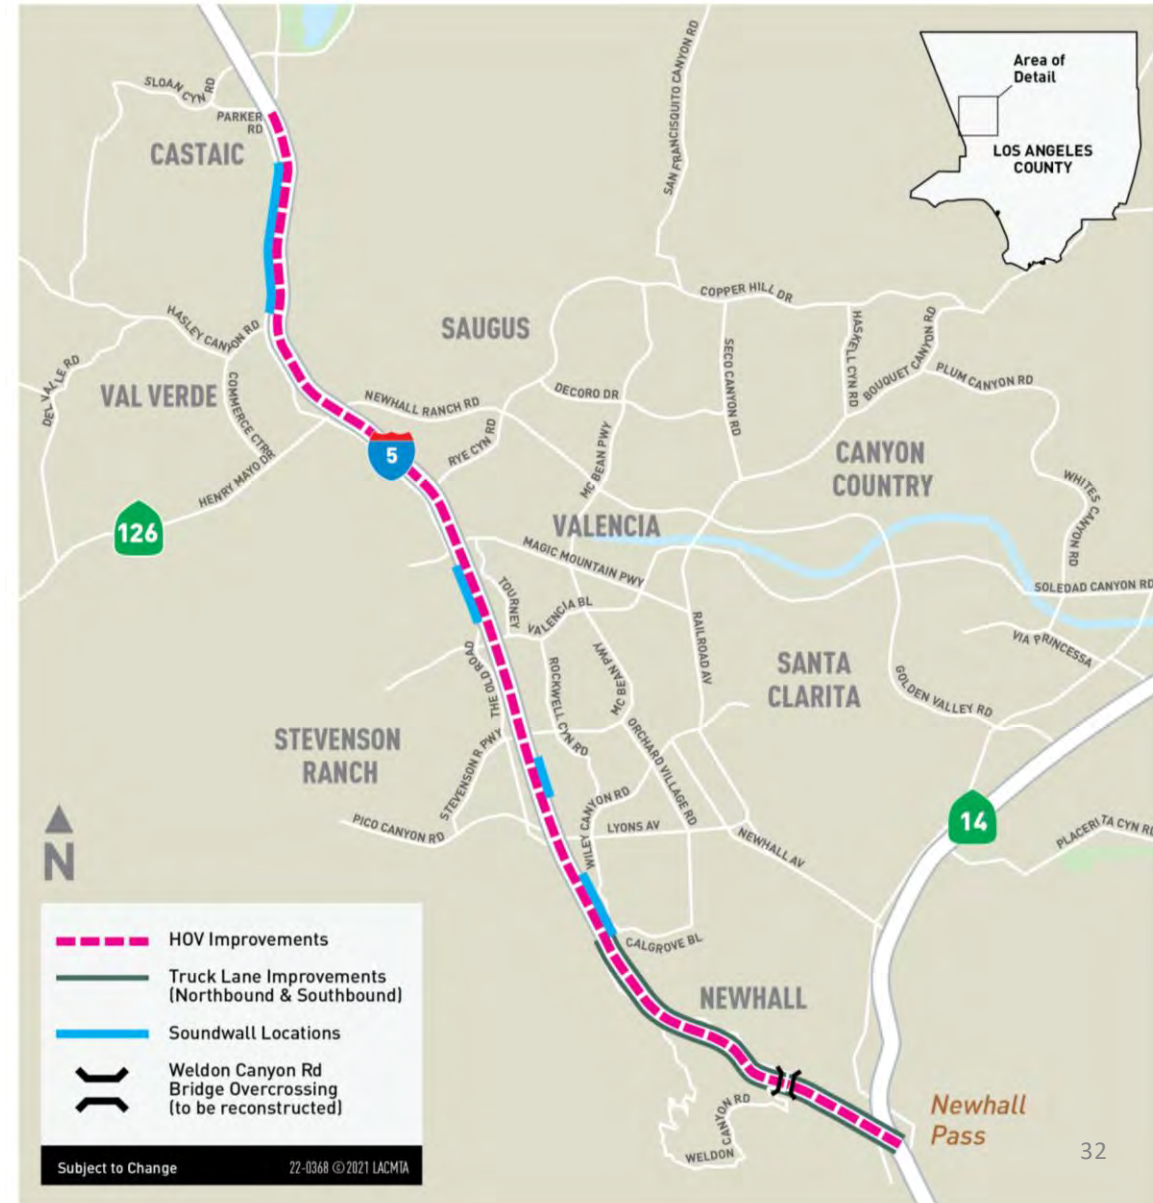 SLOAN CYN RD
PARKER
RD
CASTAIC
SAN FRANCISQUITO CANYON RD
Area of
Detail
LOS ANGELES
COUNTY
HASLEY CANYON RD
DEL VALLE RD
VAL VERDE
COMMERCE CTR
HENRY MAYO DR
126
SAUGUS
COPPER HILL DR
NEWHALL RANCH RD
DECORO DR
SECO CANYON RD
HASKELL CYN RD
BOUQUET CANYON RD
PLUM CANYON RD
5
RYE CYN RD
MC BEAN PWY
CANYON
COUNTRY
WHITES CANYON RD
VALENCIA
MAGIC MOUNTAIN PWY
SOLEDAD CANYON RD
TOURNEY
VALENCIA BL
RAILROAD AV
VIA PRINCESSA
THE OLD ROAD
ROCKWELL CYN RD
MC BEAN PWY
SANTA
CLARITA
GOLDEN VALLEY RD
STEVENSON
RANCH
STEVENSON R PWY
ORCHARD VILLAGE RD
PICO CANYON RD
WILEY CANYON RD
LYONS AV
NEWHALL AV
14
PLACERITA CYN RD
N
CALGROVE BL
NEWHALL
WELDON
CANYON RD
Newhall
Pass
HOV Improvements
Truck Lane Improvements
(Northbound & Southbound)
Soundwall Locations
Weldon Canyon Rd
Bridge Overcrossing
(to be reconstructed)
Subject to Change
22-0368 ©2021 LACMTA
32